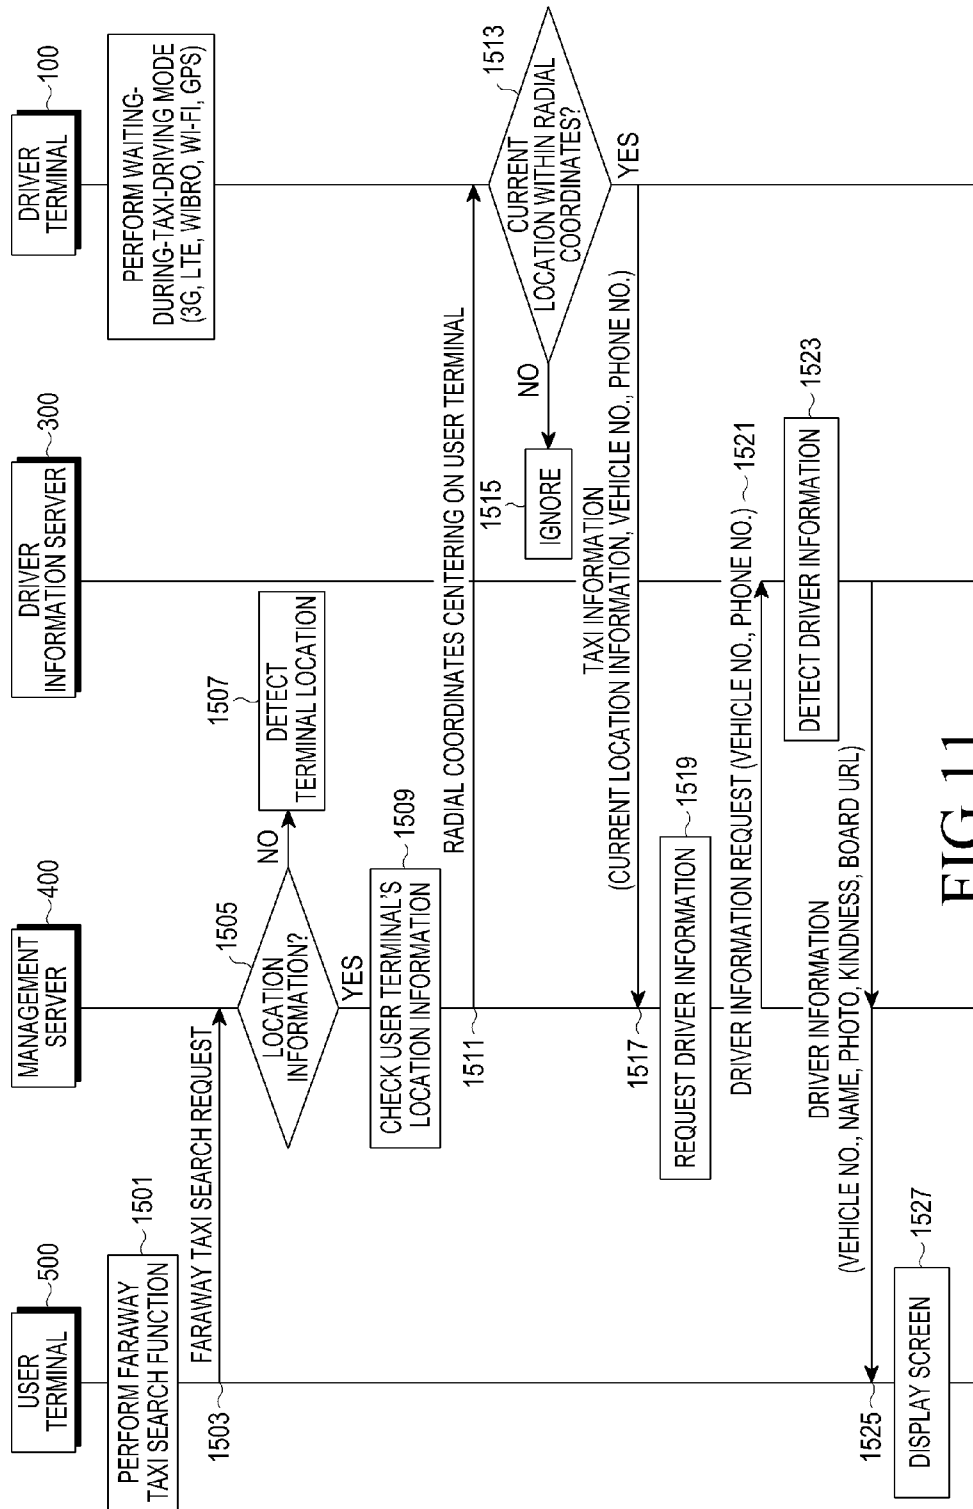 USER
TERMINAL
500
MANAGEMENT
SERVER
400
DRIVER
INFORMATION SERVER
300
DRIVER
TERMINAL
100
PERFORM FARAWAY
TAXI SEARCH FUNCTION
1501
PERFORM WAITING-
DURING-TAXI-DRIVING MODE
(3G, LTE, WIBRO, WI-FI, GPS)
FARAWAY TAXI SEARCH REQUEST
1503
LOCATION
INFORMATION?
1505
NO
DETECT
TERMINAL LOCATION
1507
YES
CHECK USER TERMINAL'S
LOCATION INFORMATION
1509
RADIAL COORDINATES CENTERING ON USER TERMINAL
1511
CURRENT
LOCATION WITHIN RADIAL
COORDINATES?
1513
NO
IGNORE
1515
YES
TAXI INFORMATION
(CURRENT LOCATION INFORMATION, VEHICLE NO., PHONE NO.)
1517
REQUEST DRIVER INFORMATION
1519
DRIVER INFORMATION REQUEST (VEHICLE NO., PHONE NO.)
1521
DETECT DRIVER INFORMATION
1523
DRIVER INFORMATION
(VEHICLE NO., NAME, PHOTO, KINDNESS, BOARD URL)
1525
DISPLAY SCREEN
1527
FIG.11